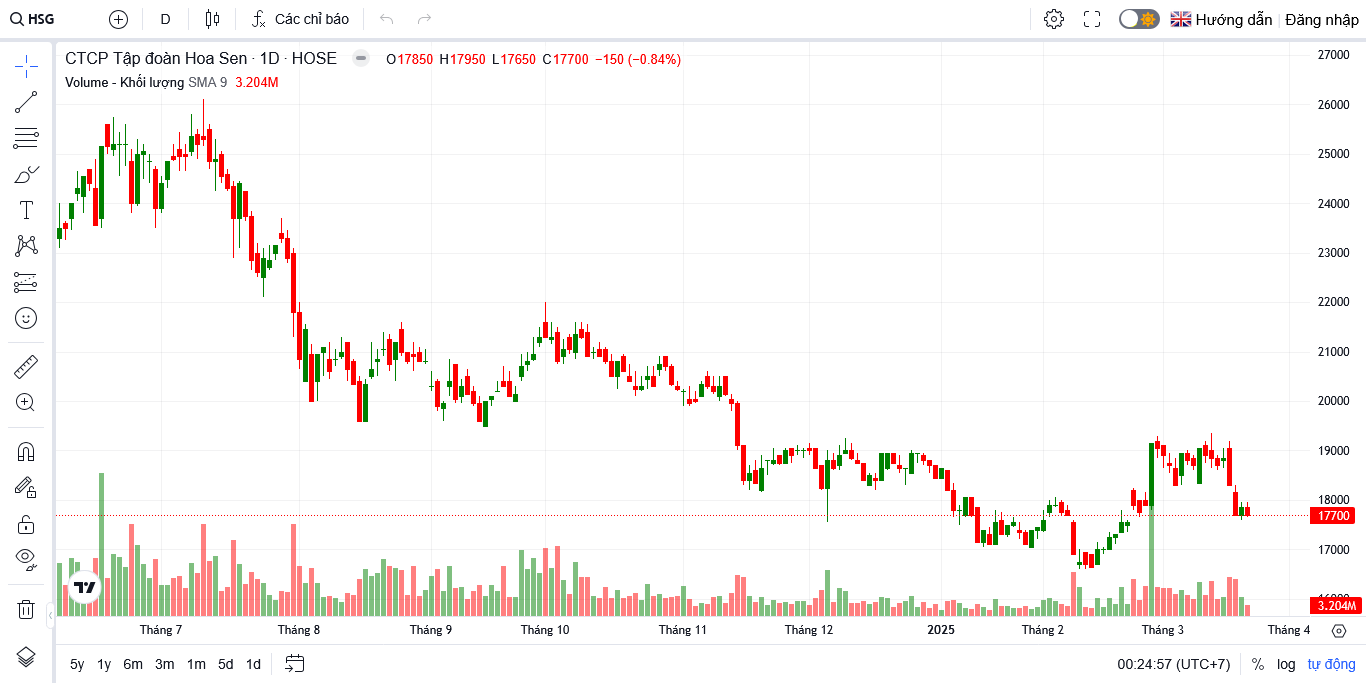 HSG D Các chỉ báo Hướng dẫn Đăng nhập
CTCP Tập đoàn Hoa Sen · 1D · HOSE O17850 H17950 L17650 C17700 −150 (−0.84%)
Volume - Khối lượng SMA 9 3.204M
27000
26000
25000
24000
23000
22000
21000
20000
19000
18000
17700
17000
3.204M
Tháng 7 Tháng 8 Tháng 9 Tháng 10 Tháng 11 Tháng 12 2025 Tháng 2 Tháng 3 Tháng 4
5y 1y 6m 3m 1m 5d 1d 00:24:57 (UTC+7) % log tự động